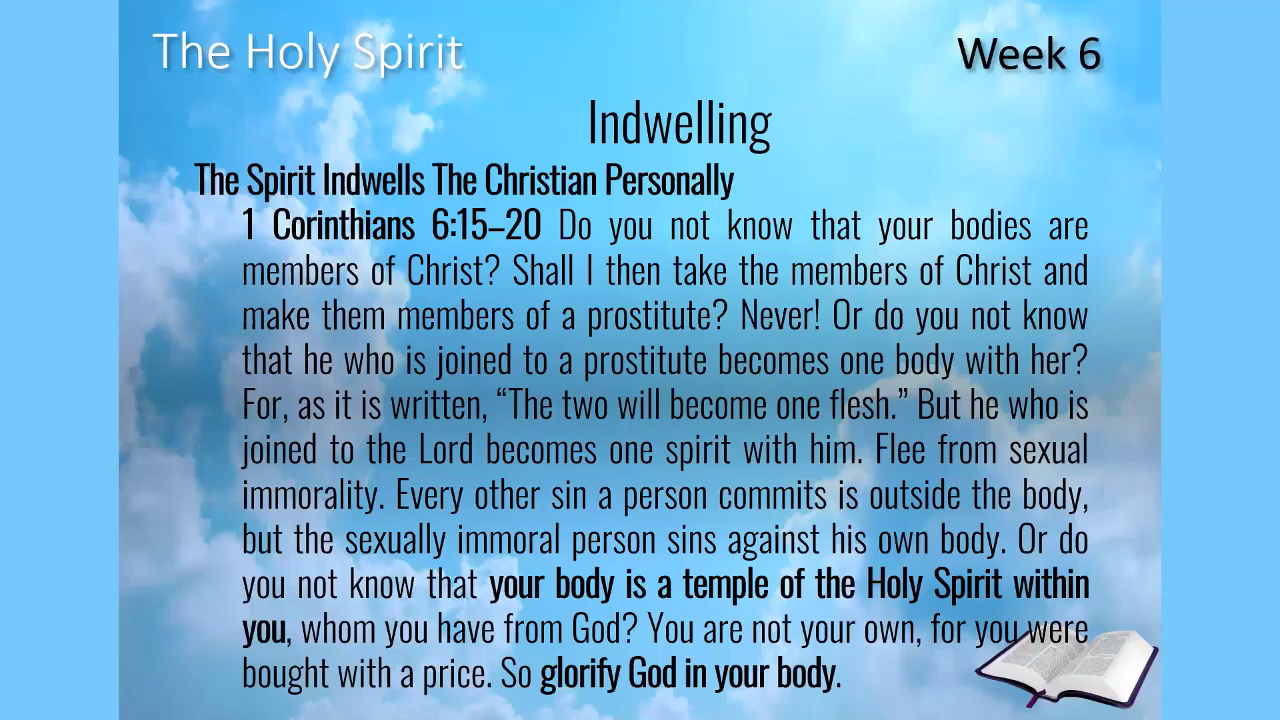 The Holy Spirit
Week 6
Indwelling
The Spirit Indwells The Christian Personally
1 Corinthians 6:15–20 Do you not know that your bodies are
members of Christ? Shall I then take the members of Christ and
make them members of a prostitute? Never! Or do you not know
that he who is joined to a prostitute becomes one body with her?
For, as it is written, “The two will become one flesh.” But he who is
joined to the Lord becomes one spirit with him. Flee from sexual
immorality. Every other sin a person commits is outside the body,
but the sexually immoral person sins against his own body. Or do
you not know that your body is a temple of the Holy Spirit within
you, whom you have from God? You are not your own, for you were
bought with a price. So glorify God in your body.